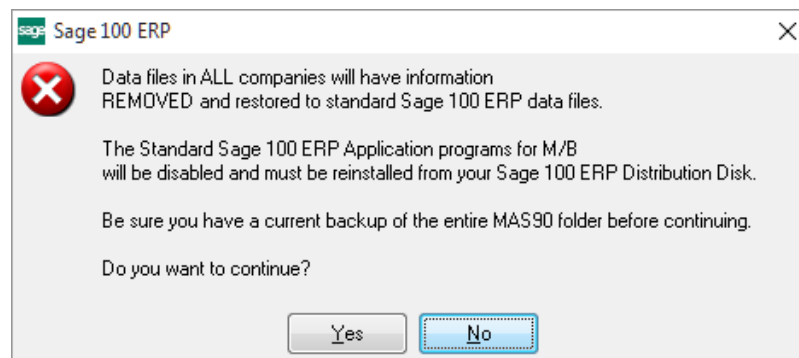 sage Sage 100 ERP
Data files in ALL companies will have information
REMOVED and restored to standard Sage 100 ERP data files.
The Standard Sage 100 ERP Application programs for M/B
will be disabled and must be reinstalled from your Sage 100 ERP Distribution Disk.
Be sure you have a current backup of the entire MAS90 folder before continuing.
Do you want to continue?
Yes No